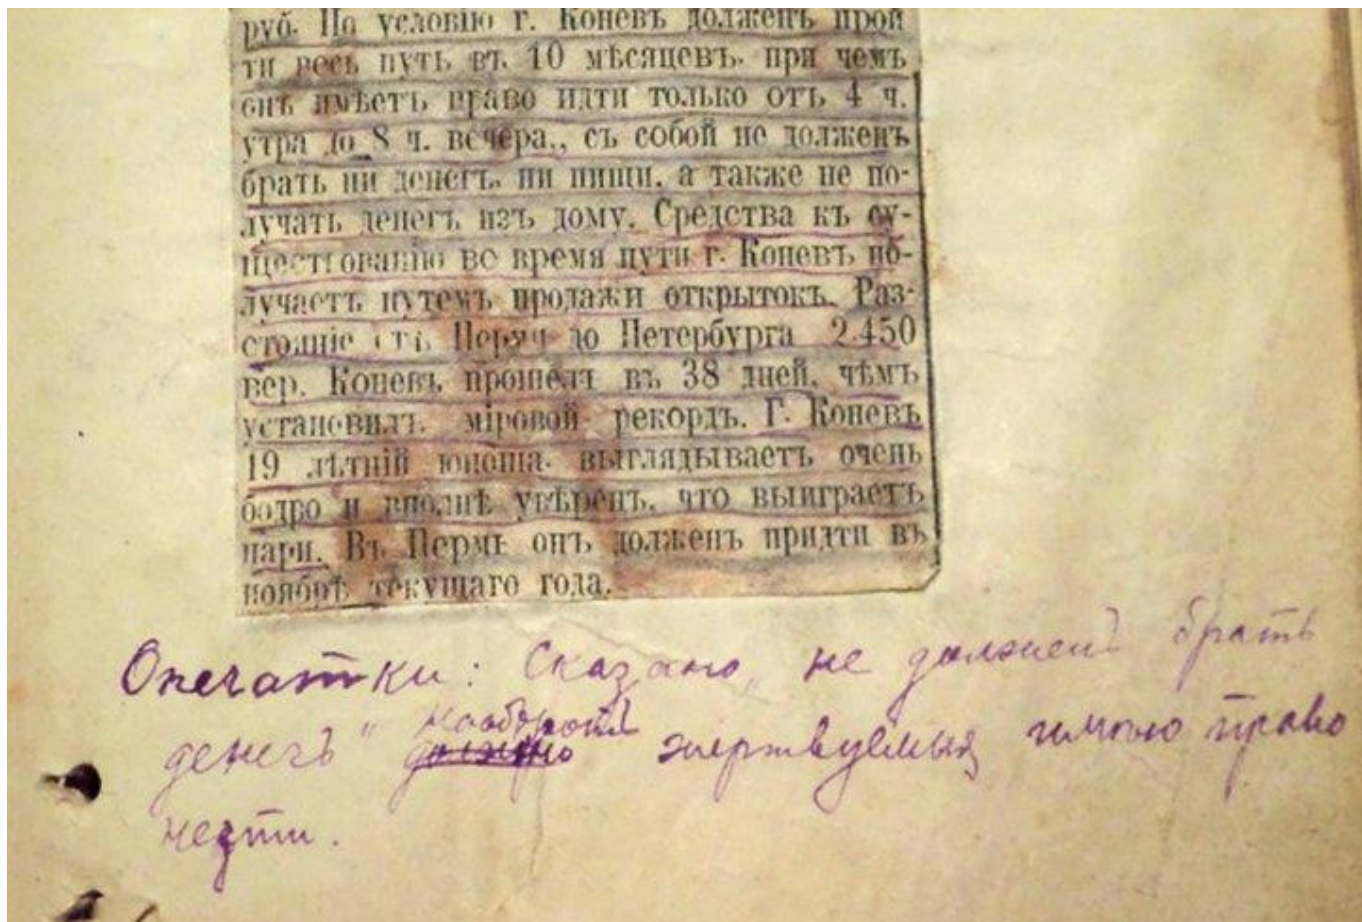 руб. По условію г. Коневъ долженъ прой
ти весь путь въ 10 мѣсяцевъ. при чемъ
онъ имѣетъ право идти только отъ 4 ч.
утра до 8 ч. вечера., съ собой не долженъ
брать ни денегъ, ни пищи, а также не по-
лучать денегъ изъ дому. Средства къ су-
ществованію во время пути г. Коневъ по-
лучаетъ путемъ продажи открытокъ. Раз-
стояніе отъ Перми до Петербурга 2.450
вер. Коневъ прошелъ въ 38 дней, чѣмъ
установилъ міровой рекордъ. Г. Коневъ
19 лѣтній юноша. выглядываетъ очень
бодро и вполнѣ увѣренъ, что выиграетъ
пари. Въ Пермь онъ долженъ придти въ
ноябрѣ текущаго года.
Опечатки: Сказано „ не долженъ брать
денегъ" наоборотъ жертвуемыя имѣю право